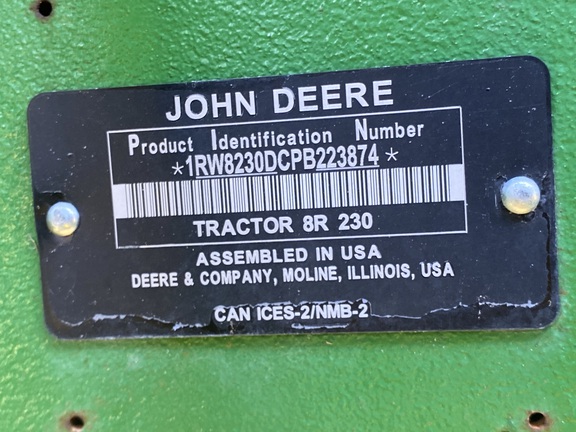 JOHN DEERE
Product Identification Number
*1RW8230DCPB223874*
TRACTOR 8R 230
ASSEMBLED IN USA
DEERE & COMPANY, MOLINE, ILLINOIS, USA
CAN ICES-2/NMB-2